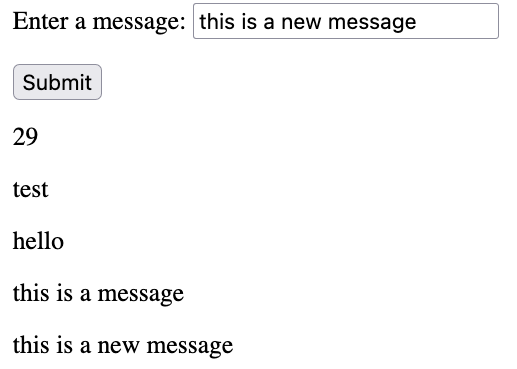 Enter a message: this is a new message
Submit
29
test
hello
this is a message
this is a new message